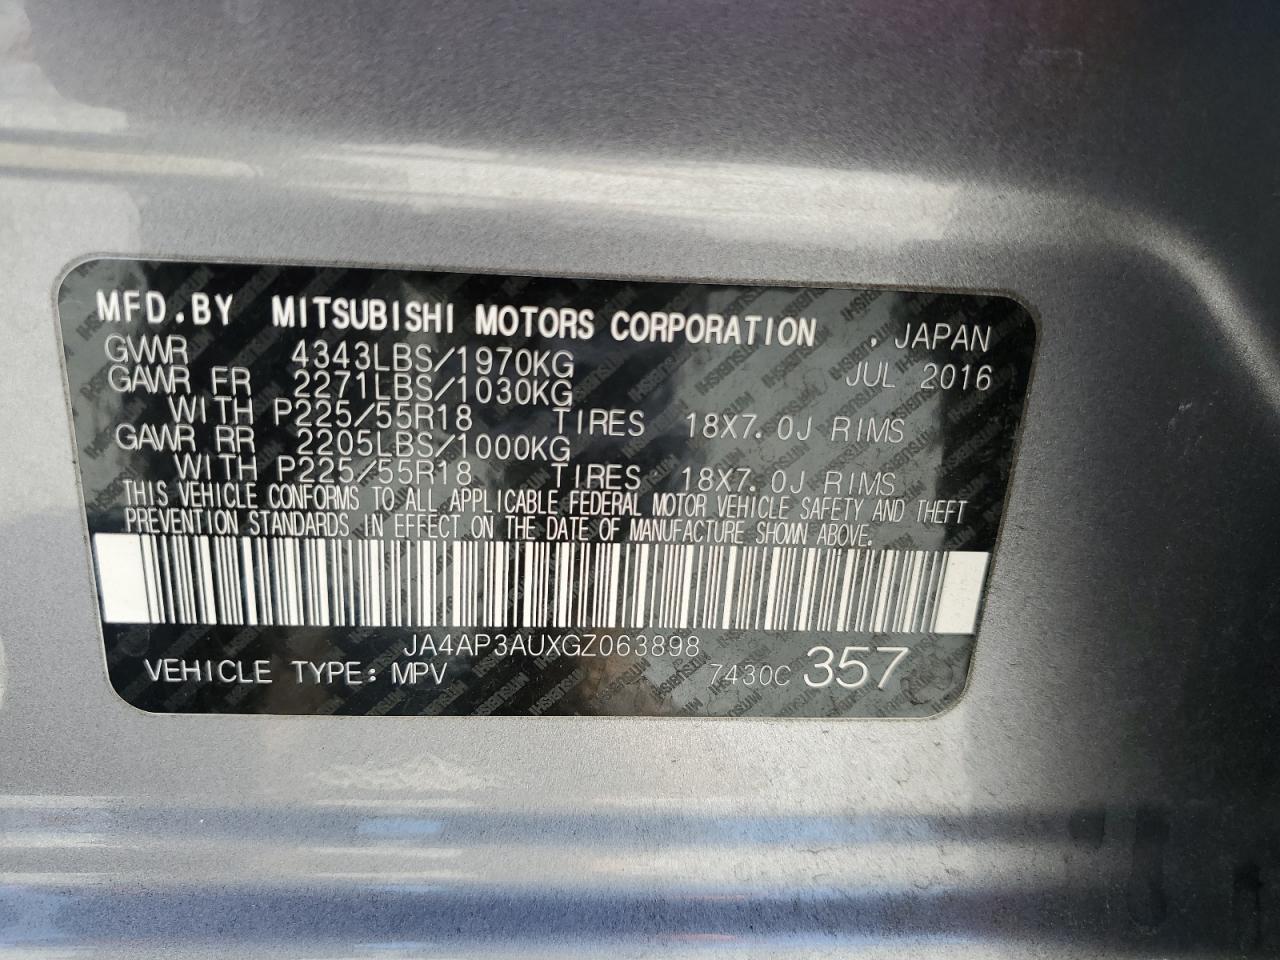 MFD.BY MITSUBISHI MOTORS CORPORATION . JAPAN
GVWR 4343LBS/1970KG JUL 2016
GAWR FR 2271LBS/1030KG
WITH P225/55R18 TIRES 18X7.0J RIMS
GAWR RR 2205LBS/1000KG
WITH P225/55R18 TIRES 18X7.0J RIMS
THIS VEHICLE CONFORMS TO ALL APPLICABLE FEDERAL MOTOR VEHICLE SAFETY AND THEFT
PREVENTION STANDARDS IN EFFECT ON THE DATE OF MANUFACTURE SHOWN ABOVE.
JA4AP3AUXGZ063898
VEHICLE TYPE: MPV 7430C 357